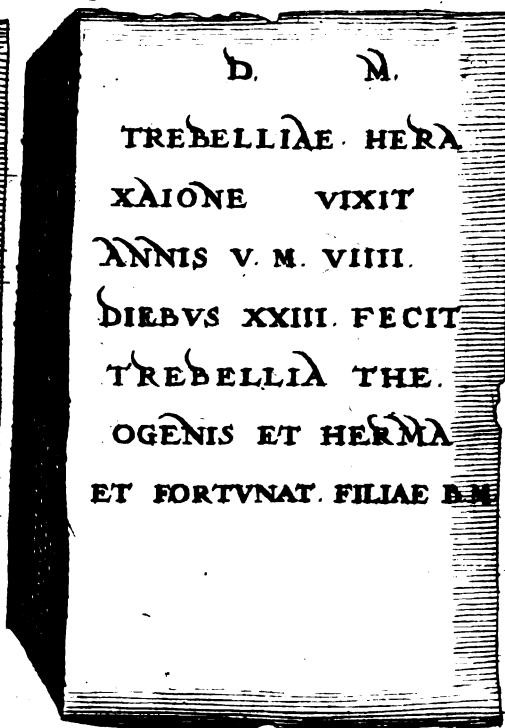 D. M.
TREBELLIAE · HERA
XAIONE VIXIT
ANNIS V. M. VIIII.
DIEBVS XXIII. FECIT
TREBELLIA THE.
OGENIS ET HERMA
ET FORTVNAT. FILIAE B.M